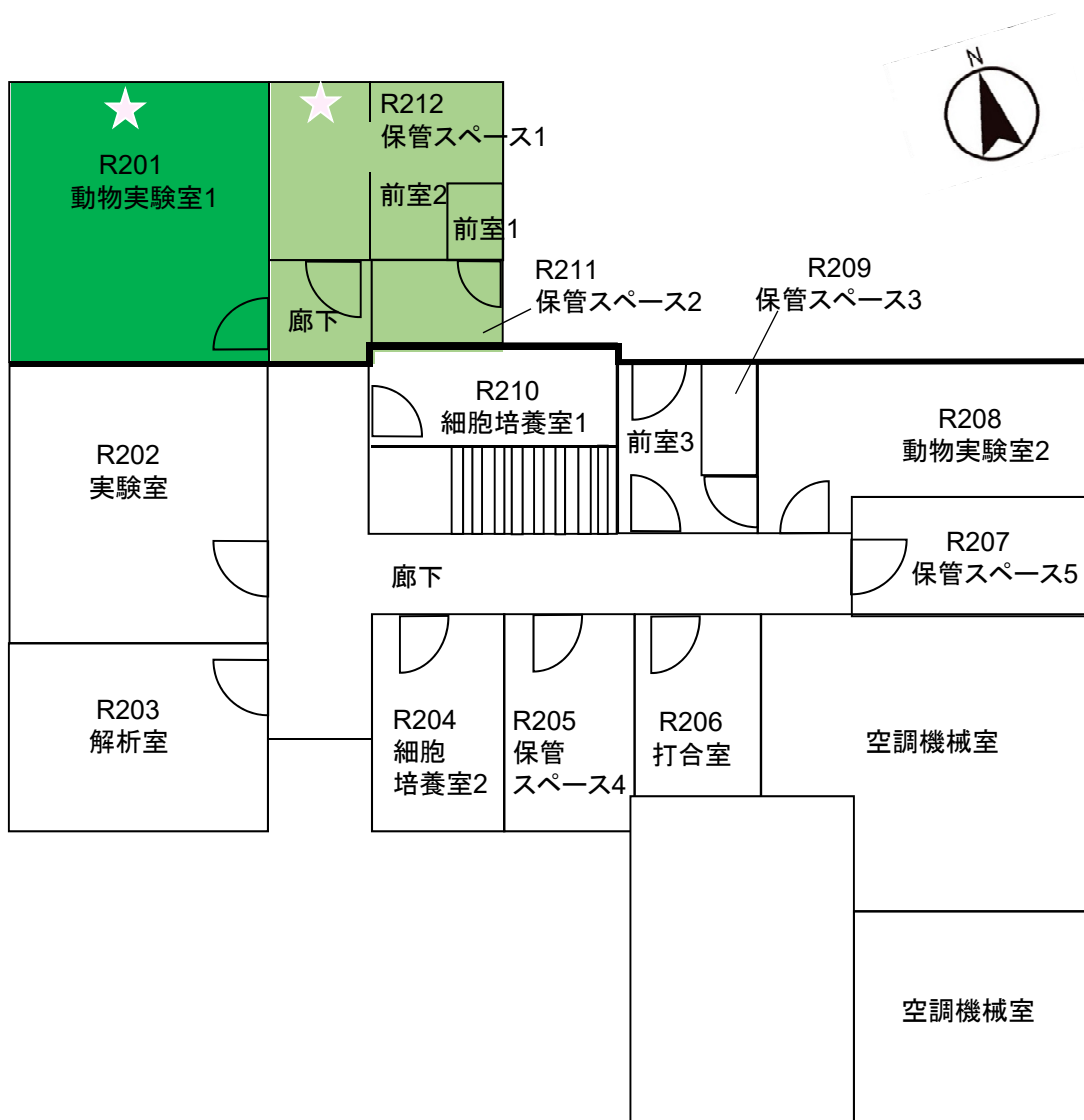 N
R212
保管スペース1
R201
動物実験室1
前室2
前室1
R211
保管スペース2
R209
保管スペース3
廊下
R210
細胞培養室1
R208
動物実験室2
前室3
R202
実験室
R207
保管スペース5
廊下
R203
解析室
R204
細胞
培養室2
R205
保管
スペース4
R206
打合室
空調機械室
空調機械室